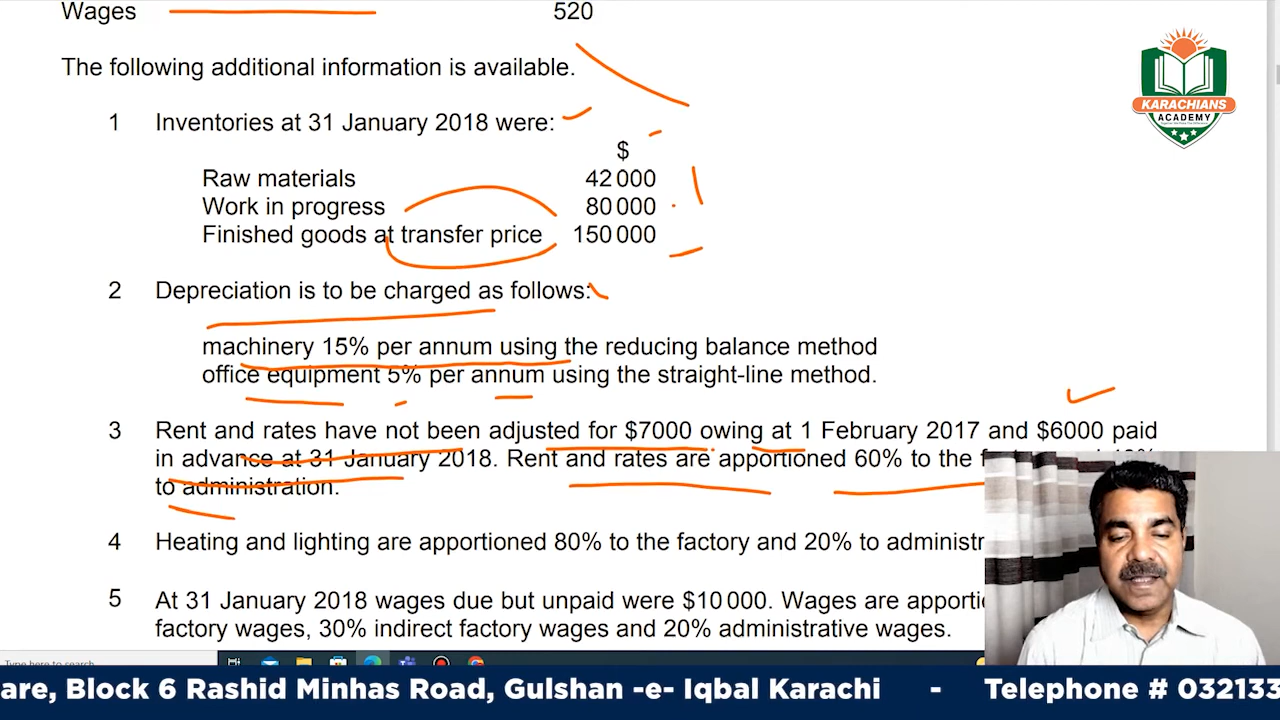 Wages 520
The following additional information is available.
1 Inventories at 31 January 2018 were:
$
Raw materials 42 000
Work in progress 80 000
Finished goods at transfer price 150 000
2 Depreciation is to be charged as follows:
machinery 15% per annum using the reducing balance method
office equipment 5% per annum using the straight-line method.
3 Rent and rates have not been adjusted for $7000 owing at 1 February 2017 and $6000 paid
in advance at 31 January 2018. Rent and rates are apportioned 60% to the
to administration.
4 Heating and lighting are apportioned 80% to the factory and 20% to administr
5 At 31 January 2018 wages due but unpaid were $10 000. Wages are apporti
factory wages, 30% indirect factory wages and 20% administrative wages.
KARACHIANS
ACADEMY
Type here to search
are, Block 6 Rashid Minhas Road, Gulshan -e- Iqbal Karachi - Telephone # 032133